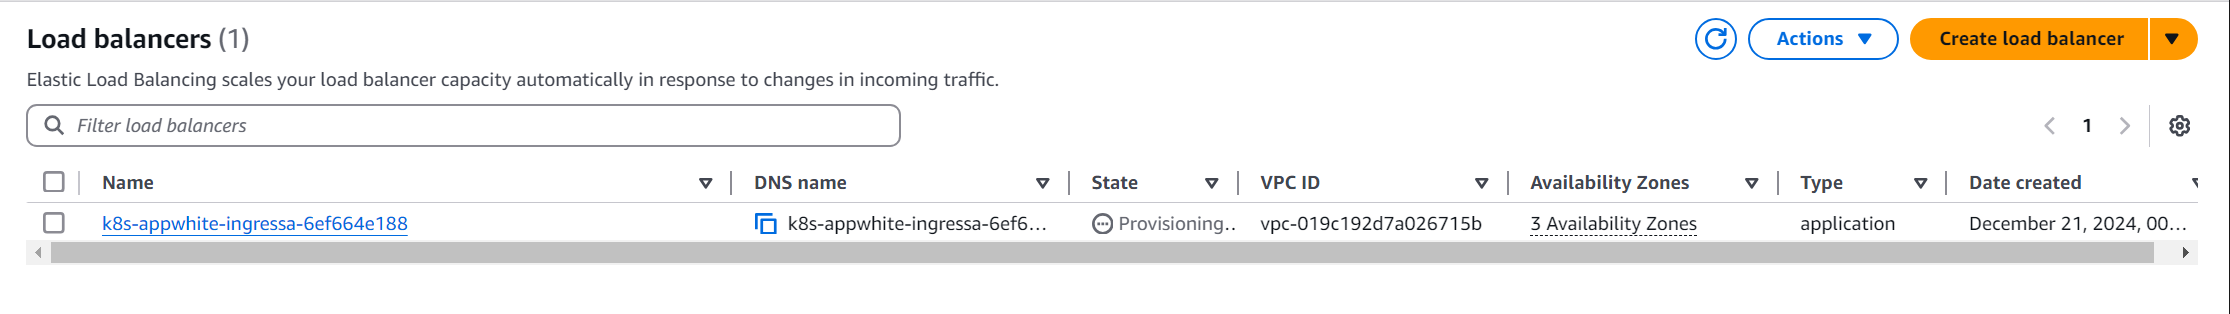 Load balancers (1)
Actions
Create load balancer
Elastic Load Balancing scales your load balancer capacity automatically in response to changes in incoming traffic.
Filter load balancers
1
Name DNS name State VPC ID Availability Zones Type Date created
k8s-appwhite-ingressa-6ef664e188 k8s-appwhite-ingressa-6ef6... Provisioning.. vpc-019c192d7a026715b 3 Availability Zones application December 21, 2024, 00...